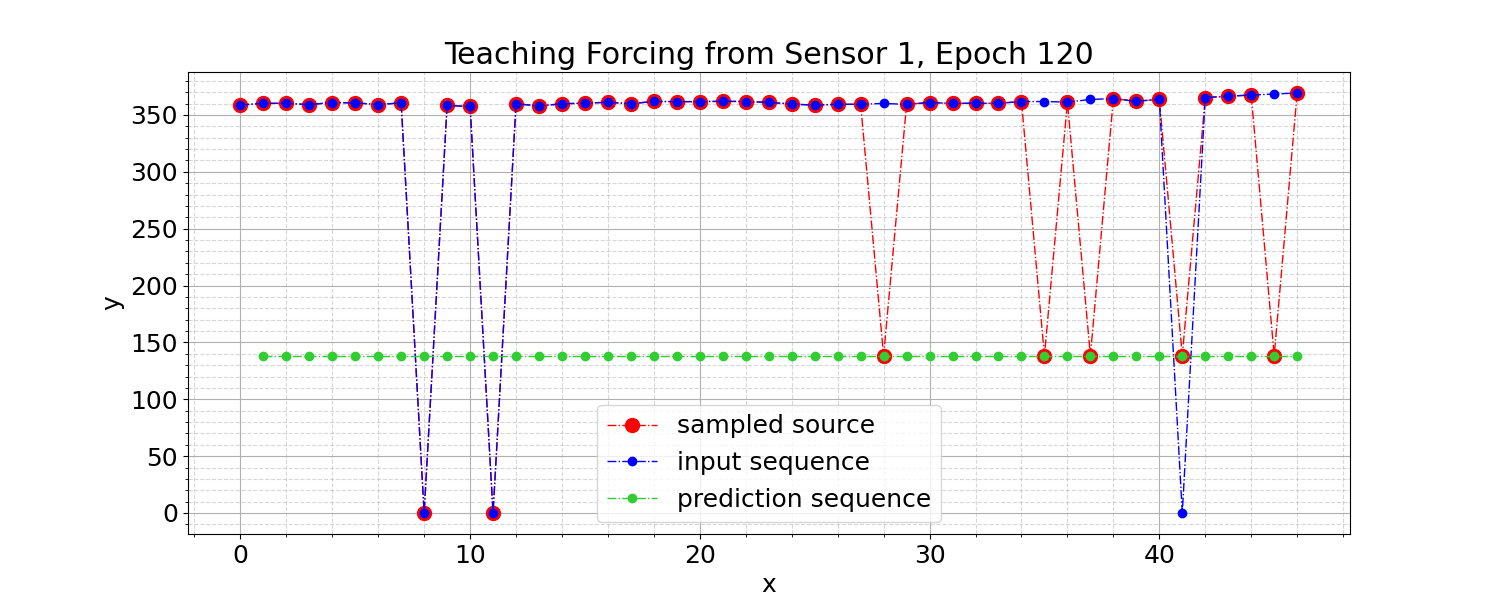 Teaching Forcing from Sensor 1, Epoch 120
y
350
300
250
200
150
100
50
0
sampled source
input sequence
prediction sequence
0 10 20 30 40
x